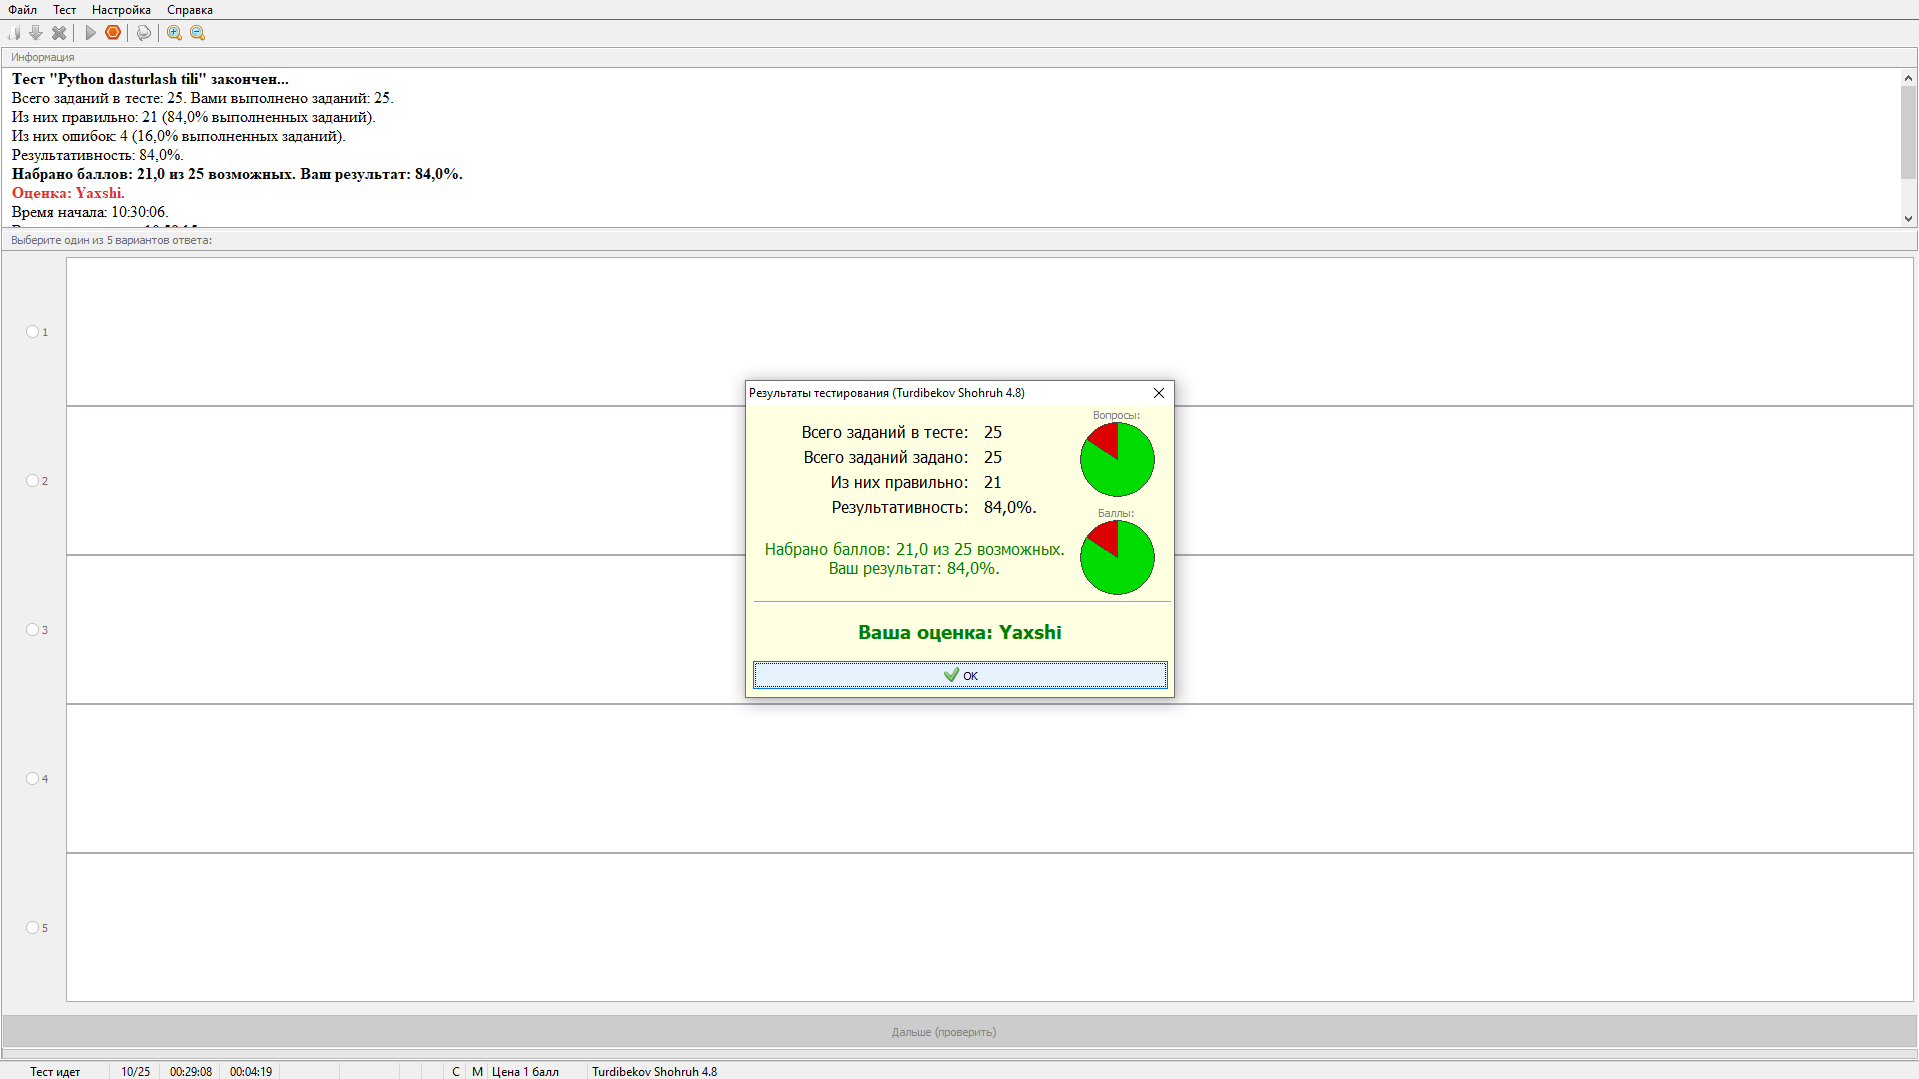 Файл Тест Настройка Справка
Информация
Тест "Python dasturlash tili" закончен...
Всего заданий в тесте: 25. Вами выполнено заданий: 25.
Из них правильно: 21 (84,0% выполненных заданий).
Из них ошибок: 4 (16,0% выполненных заданий).
Результативность: 84,0%.
Набрано баллов: 21,0 из 25 возможных. Ваш результат: 84,0%.
Оценка: Yaxshi.
Время начала: 10:30:06.
Выберите один из 5 вариантов ответа:
1
2
3
4
5
Результаты тестирования (Turdibekov Shohruh 4.8)
Вопросы:
Всего заданий в тесте: 25
Всего заданий задано: 25
Из них правильно: 21
Результативность: 84,0%.
Баллы:
Набрано баллов: 21,0 из 25 возможных.
Ваш результат: 84,0%.
Ваша оценка: Yaxshi
OK
Дальше (проверить)
Тест идет 10/25 00:29:08 00:04:19 С М Цена 1 балл Turdibekov Shohruh 4.8